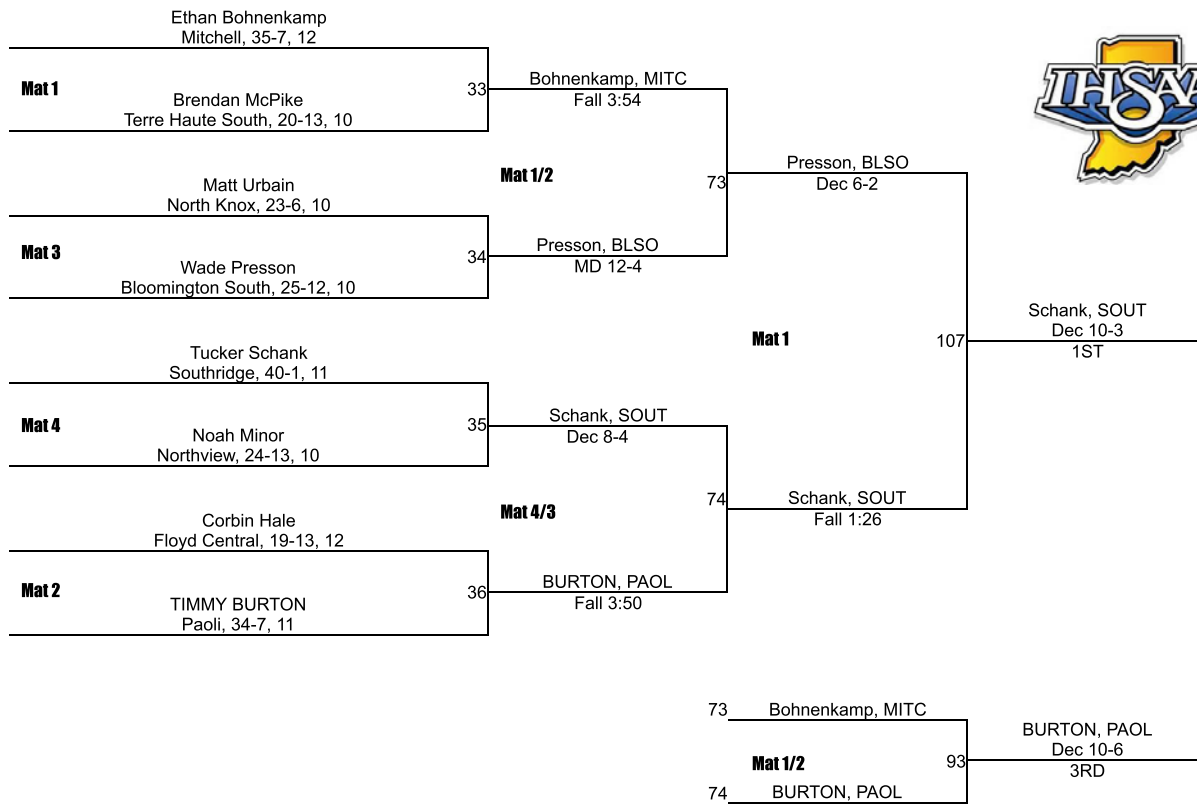 Ethan Bohnenkamp
Mitchell, 35-7, 12
Mat 1
33
Brendan McPike
Terre Haute South, 20-13, 10
Bohnenkamp, MITC
Fall 3:54
Mat 1/2
73
Matt Urbain
North Knox, 23-6, 10
Mat 3
34
Wade Presson
Bloomington South, 25-12, 10
Presson, BLSO
MD 12-4
Presson, BLSO
Dec 6-2
IHSAA
Mat 1
107
Schank, SOUT
Dec 10-3
1ST
Tucker Schank
Southridge, 40-1, 11
Mat 4
35
Noah Minor
Northview, 24-13, 10
Schank, SOUT
Dec 8-4
Mat 4/3
74
Schank, SOUT
Fall 1:26
Corbin Hale
Floyd Central, 19-13, 12
Mat 2
36
TIMMY BURTON
Paoli, 34-7, 11
BURTON, PAOL
Fall 3:50
73
Bohnenkamp, MITC
Mat 1/2
93
74
BURTON, PAOL
BURTON, PAOL
Dec 10-6
3RD